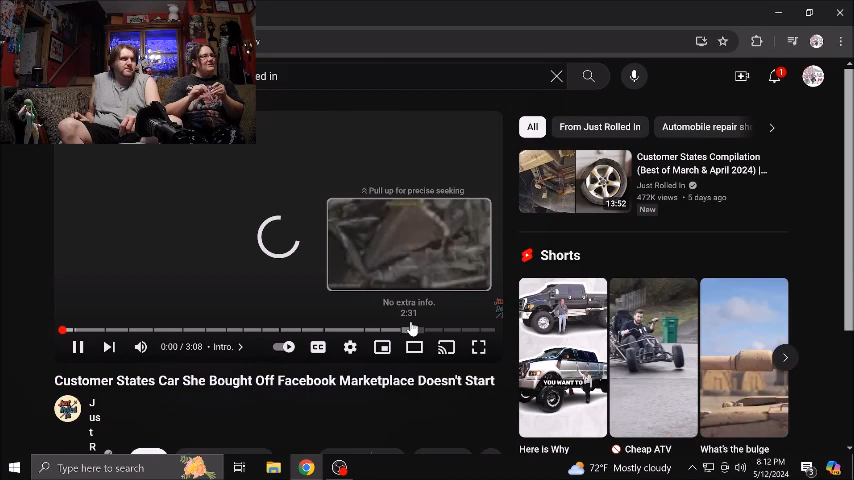 lled in
All
From Just Rolled In
Automobile repair sho
Pull up for precise seeking
No extra info.
2:31
0:00 / 3:08 • Intro.
CC
Customer States Car She Bought Off Facebook Marketplace Doesn't Start
J
us
t
R
Customer States Compilation
(Best of March & April 2024) |...
Just Rolled In
472K views • 5 days ago
New
13:52
Shorts
YOU WANT TO
Here is Why
Cheap ATV
What's the bulge
1
Type here to search
72°F Mostly cloudy
8:12 PM
5/12/2024
3